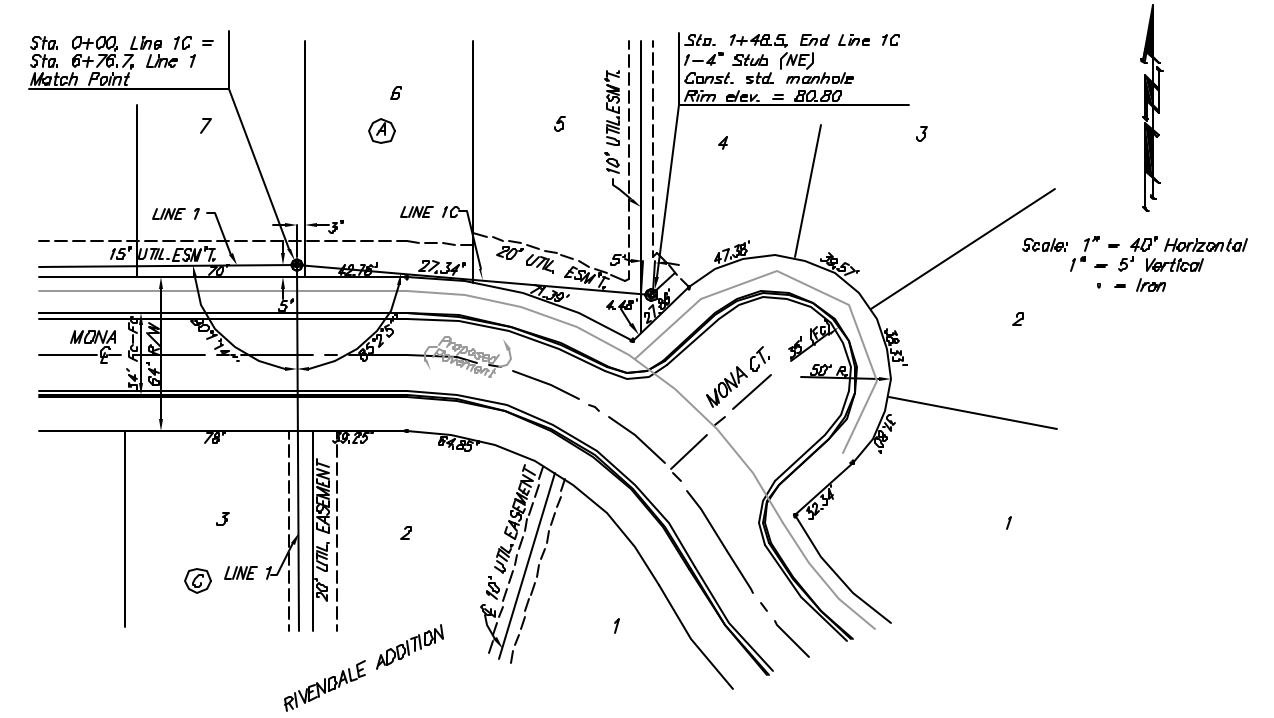 Sta. 0+00, Line 1C =
Sta. 6+76.7, Line 1
Match Point
Sta. 1+48.5, End Line 1C
1-4" Stub (NE)
Const. std. manhole
Rim elev. = 80.80
6
A
7
5
4
3
10' UTIL.ESM'T.
LINE 1
3"
LINE 1C
Scale: 1" = 40' Horizontal
1" = 5' Vertical
• = Iron
15' UTIL.ESM'T.
70'
42.76'
27.34'
20' UTIL. ESM'T.
5'
47.38'
39.57'
71.39'
4.48'
27.86'
5"
2
MONA
℄
34' Fc-Fc
64' R/W
Proposed
Pavement
35' (Fc)
38.33'
MONA CT.
50' R.
78'
39.25'
64.85'
31.80'
32.34'
3
20' UTIL. EASEMENT
2
℄ 10' UTIL. EASEMENT
1
C
LINE 1
1
RIVENDALE ADDITION